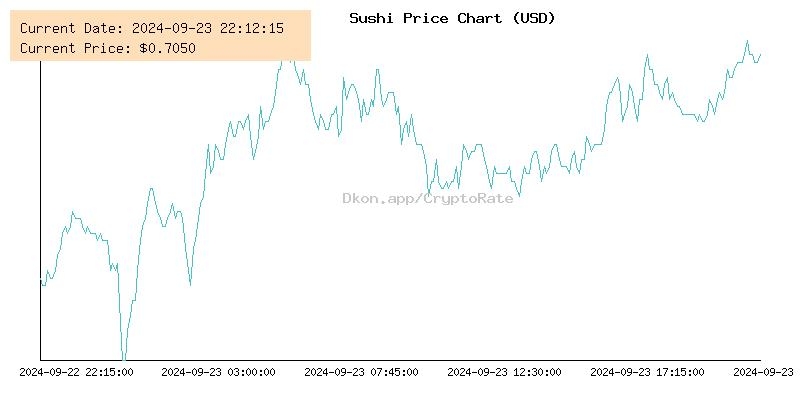 Sushi Price Chart (USD)
Current Date: 2024-09-23 22:12:15
Current Price: $0.7050
Dkon.app/CryptoRate
2024-09-22 22:15:00 2024-09-23 03:00:00 2024-09-23 07:45:00 2024-09-23 12:30:00 2024-09-23 17:15:00 2024-09-23